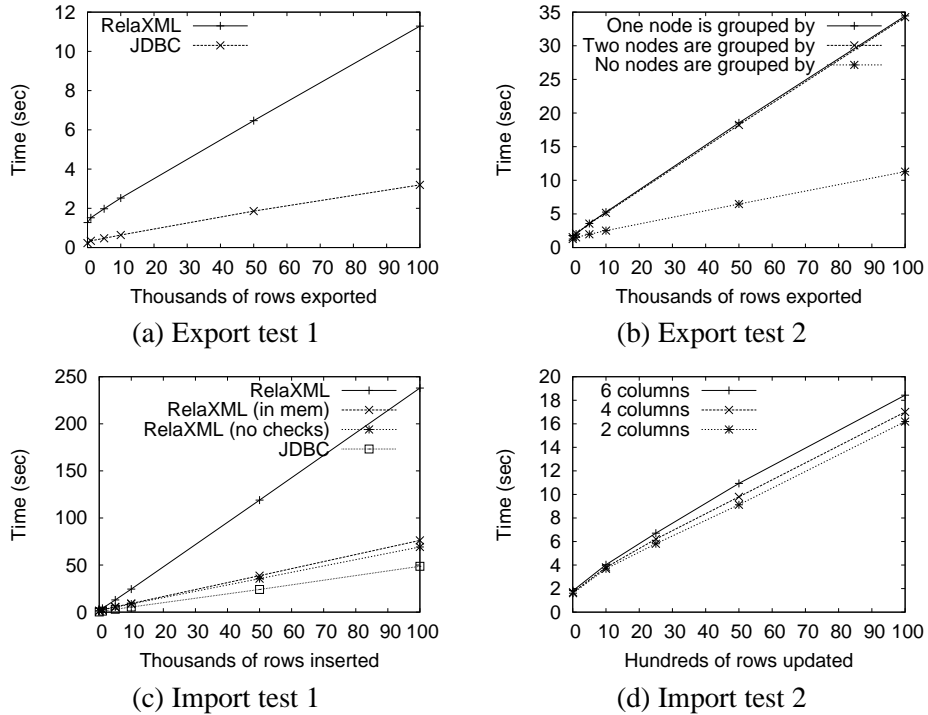 12
10
8
6
4
2
0
Time (sec)
RelaXML
JDBC
0 10 20 30 40 50 60 70 80 90 100
Thousands of rows exported
(a) Export test 1
35
30
25
20
15
10
5
0
Time (sec)
One node is grouped by
Two nodes are grouped by
No nodes are grouped by
0 10 20 30 40 50 60 70 80 90 100
Thousands of rows exported
(b) Export test 2
250
200
150
100
50
0
Time (sec)
RelaXML
RelaXML (in mem)
RelaXML (no checks)
JDBC
0 10 20 30 40 50 60 70 80 90 100
Thousands of rows inserted
(c) Import test 1
20
18
16
14
12
10
8
6
4
2
0
Time (sec)
6 columns
4 columns
2 columns
0 10 20 30 40 50 60 70 80 90 100
Hundreds of rows updated
(d) Import test 2